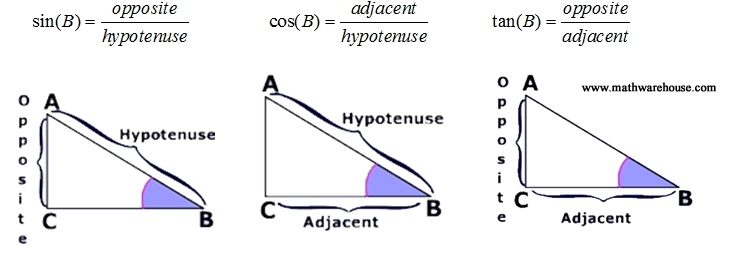 sin(B) = opposite / hypotenuse
cos(B) = adjacent / hypotenuse
tan(B) = opposite / adjacent
Opposite
A
Hypotenuse
C
B
A
Hypotenuse
C
B
Adjacent
Opposite
A
www.mathwarehouse.com
C
B
Adjacent